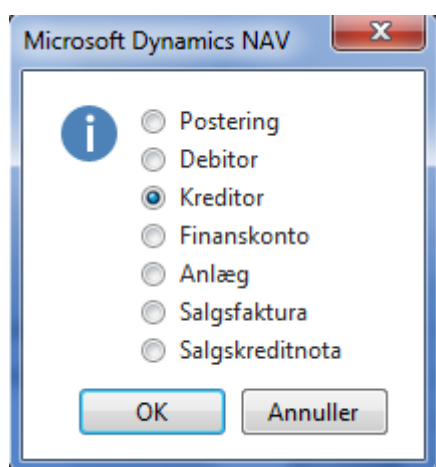 Microsoft Dynamics NAV
Postering
Debitor
Kreditor
Finanskonto
Anlæg
Salgsfaktura
Salgskreditnota
OK Annuller